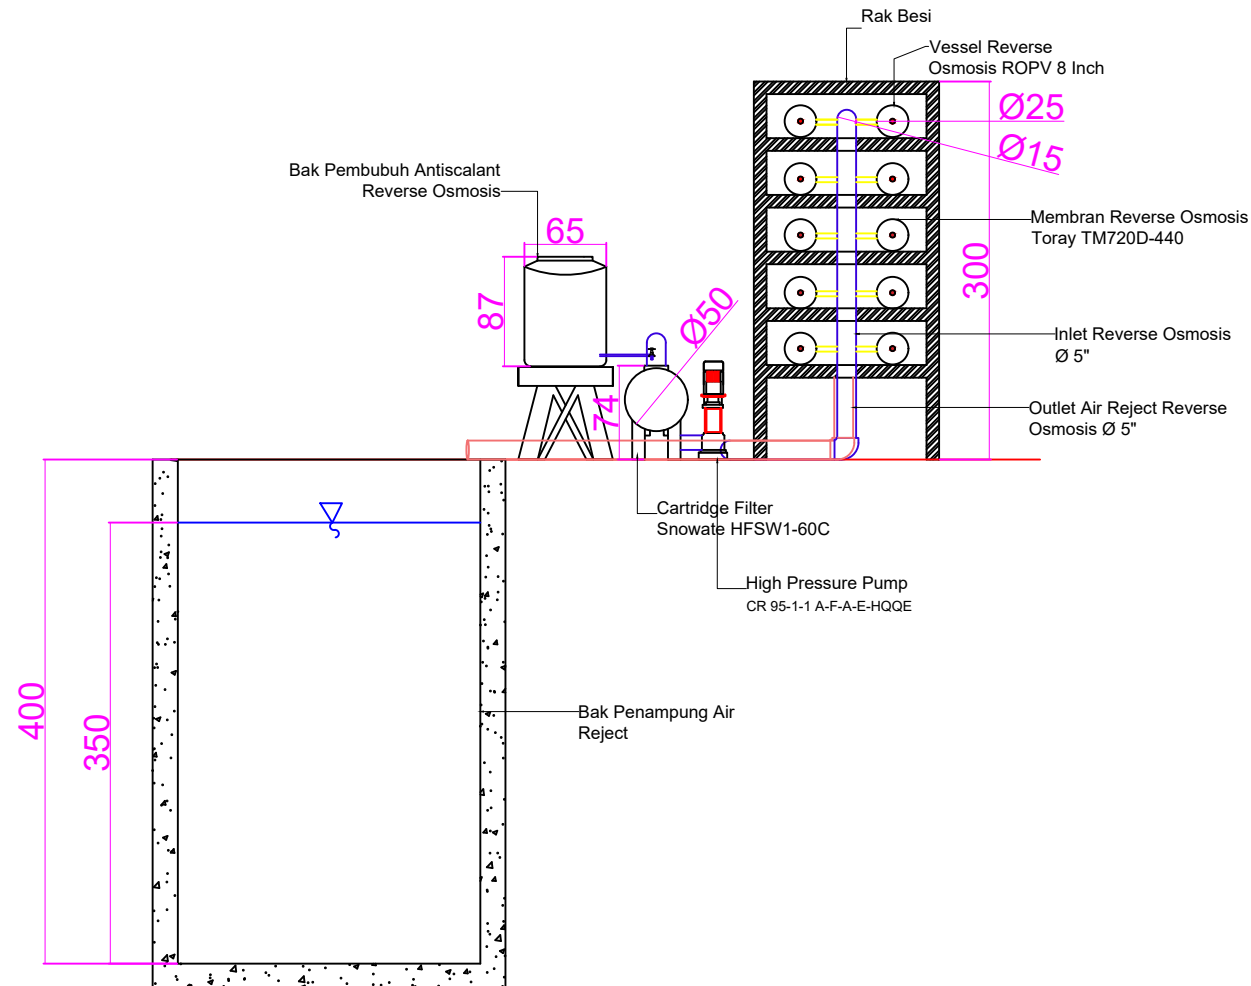 Rak Besi
Vessel Reverse
Osmosis ROPV 8 Inch
Ø25
Ø15
Bak Pembubuh Antiscalant
Reverse Osmosis
65
87
Ø50
74
Membran Reverse Osmosis
Toray TM720D-440
300
Inlet Reverse Osmosis
Ø 5"
Outlet Air Reject Reverse
Osmosis Ø 5"
Cartridge Filter
Snowate HFSW1-60C
High Pressure Pump
CR 95-1-1 A-F-A-E-HQQE
400
350
Bak Penampung Air
Reject